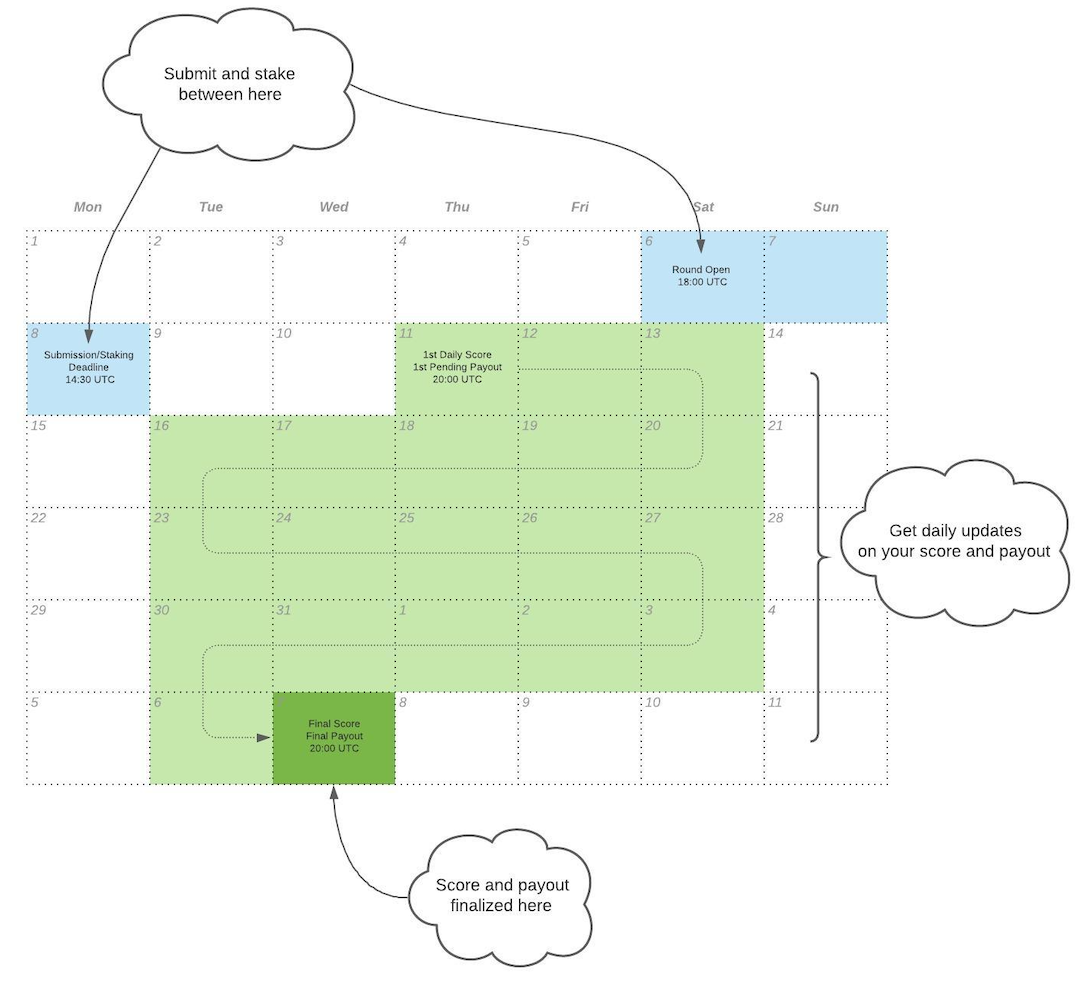 Submit and stake
between here
Mon Tue Wed Thu Fri Sat Sun
1 2 3 4 5 6 7
Round Open
18:00 UTC
8 9 10 11 12 13 14
Submission/Staking
Deadline
14:30 UTC
1st Daily Score
1st Pending Payout
20:00 UTC
15 16 17 18 19 20 21
22 23 24 25 26 27 28
Get daily updates
on your score and payout
29 30 31 1 2 3 4
5 6 7 8 9 10 11
Final Score
Final Payout
20:00 UTC
Score and payout
finalized here